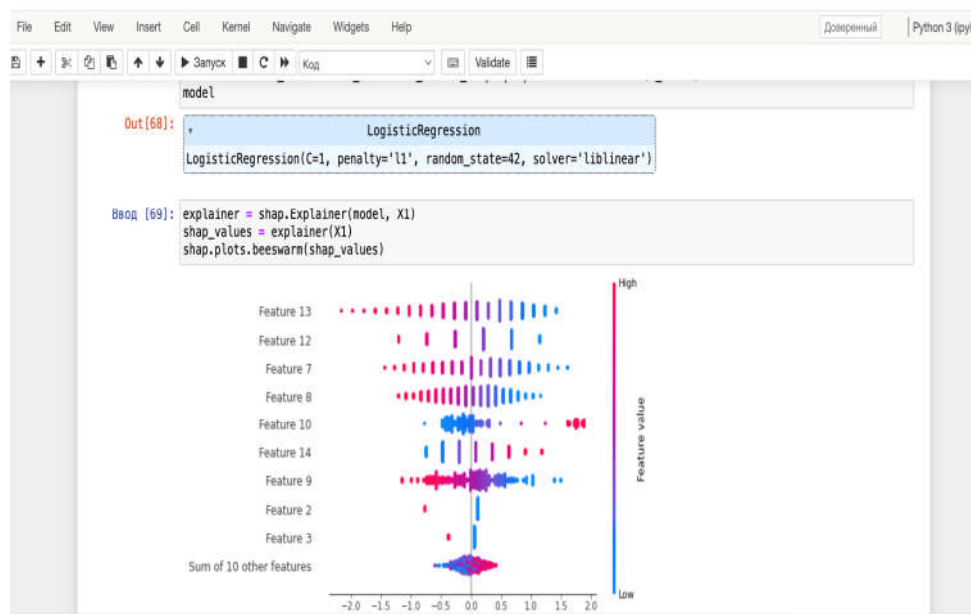 File Edit View Insert Cell Kernel Navigate Widgets Help
Доверенный Python 3
Запуск Код Validate
model
Out[68]:
LogisticRegression
LogisticRegression(C=1, penalty='l1', random_state=42, solver='liblinear')
Ввод [69]: explainer = shap.Explainer(model, X1)
shap_values = explainer(X1)
shap.plots.beeswarm(shap_values)
High
Feature 13
Feature 12
Feature 7
Feature 8
Feature 10
Feature 14
Feature 9
Feature 2
Feature 3
Sum of 10 other features
Feature value
Low
−2.0 −1.5 −1.0 −0.5 0.0 0.5 1.0 1.5 2.0